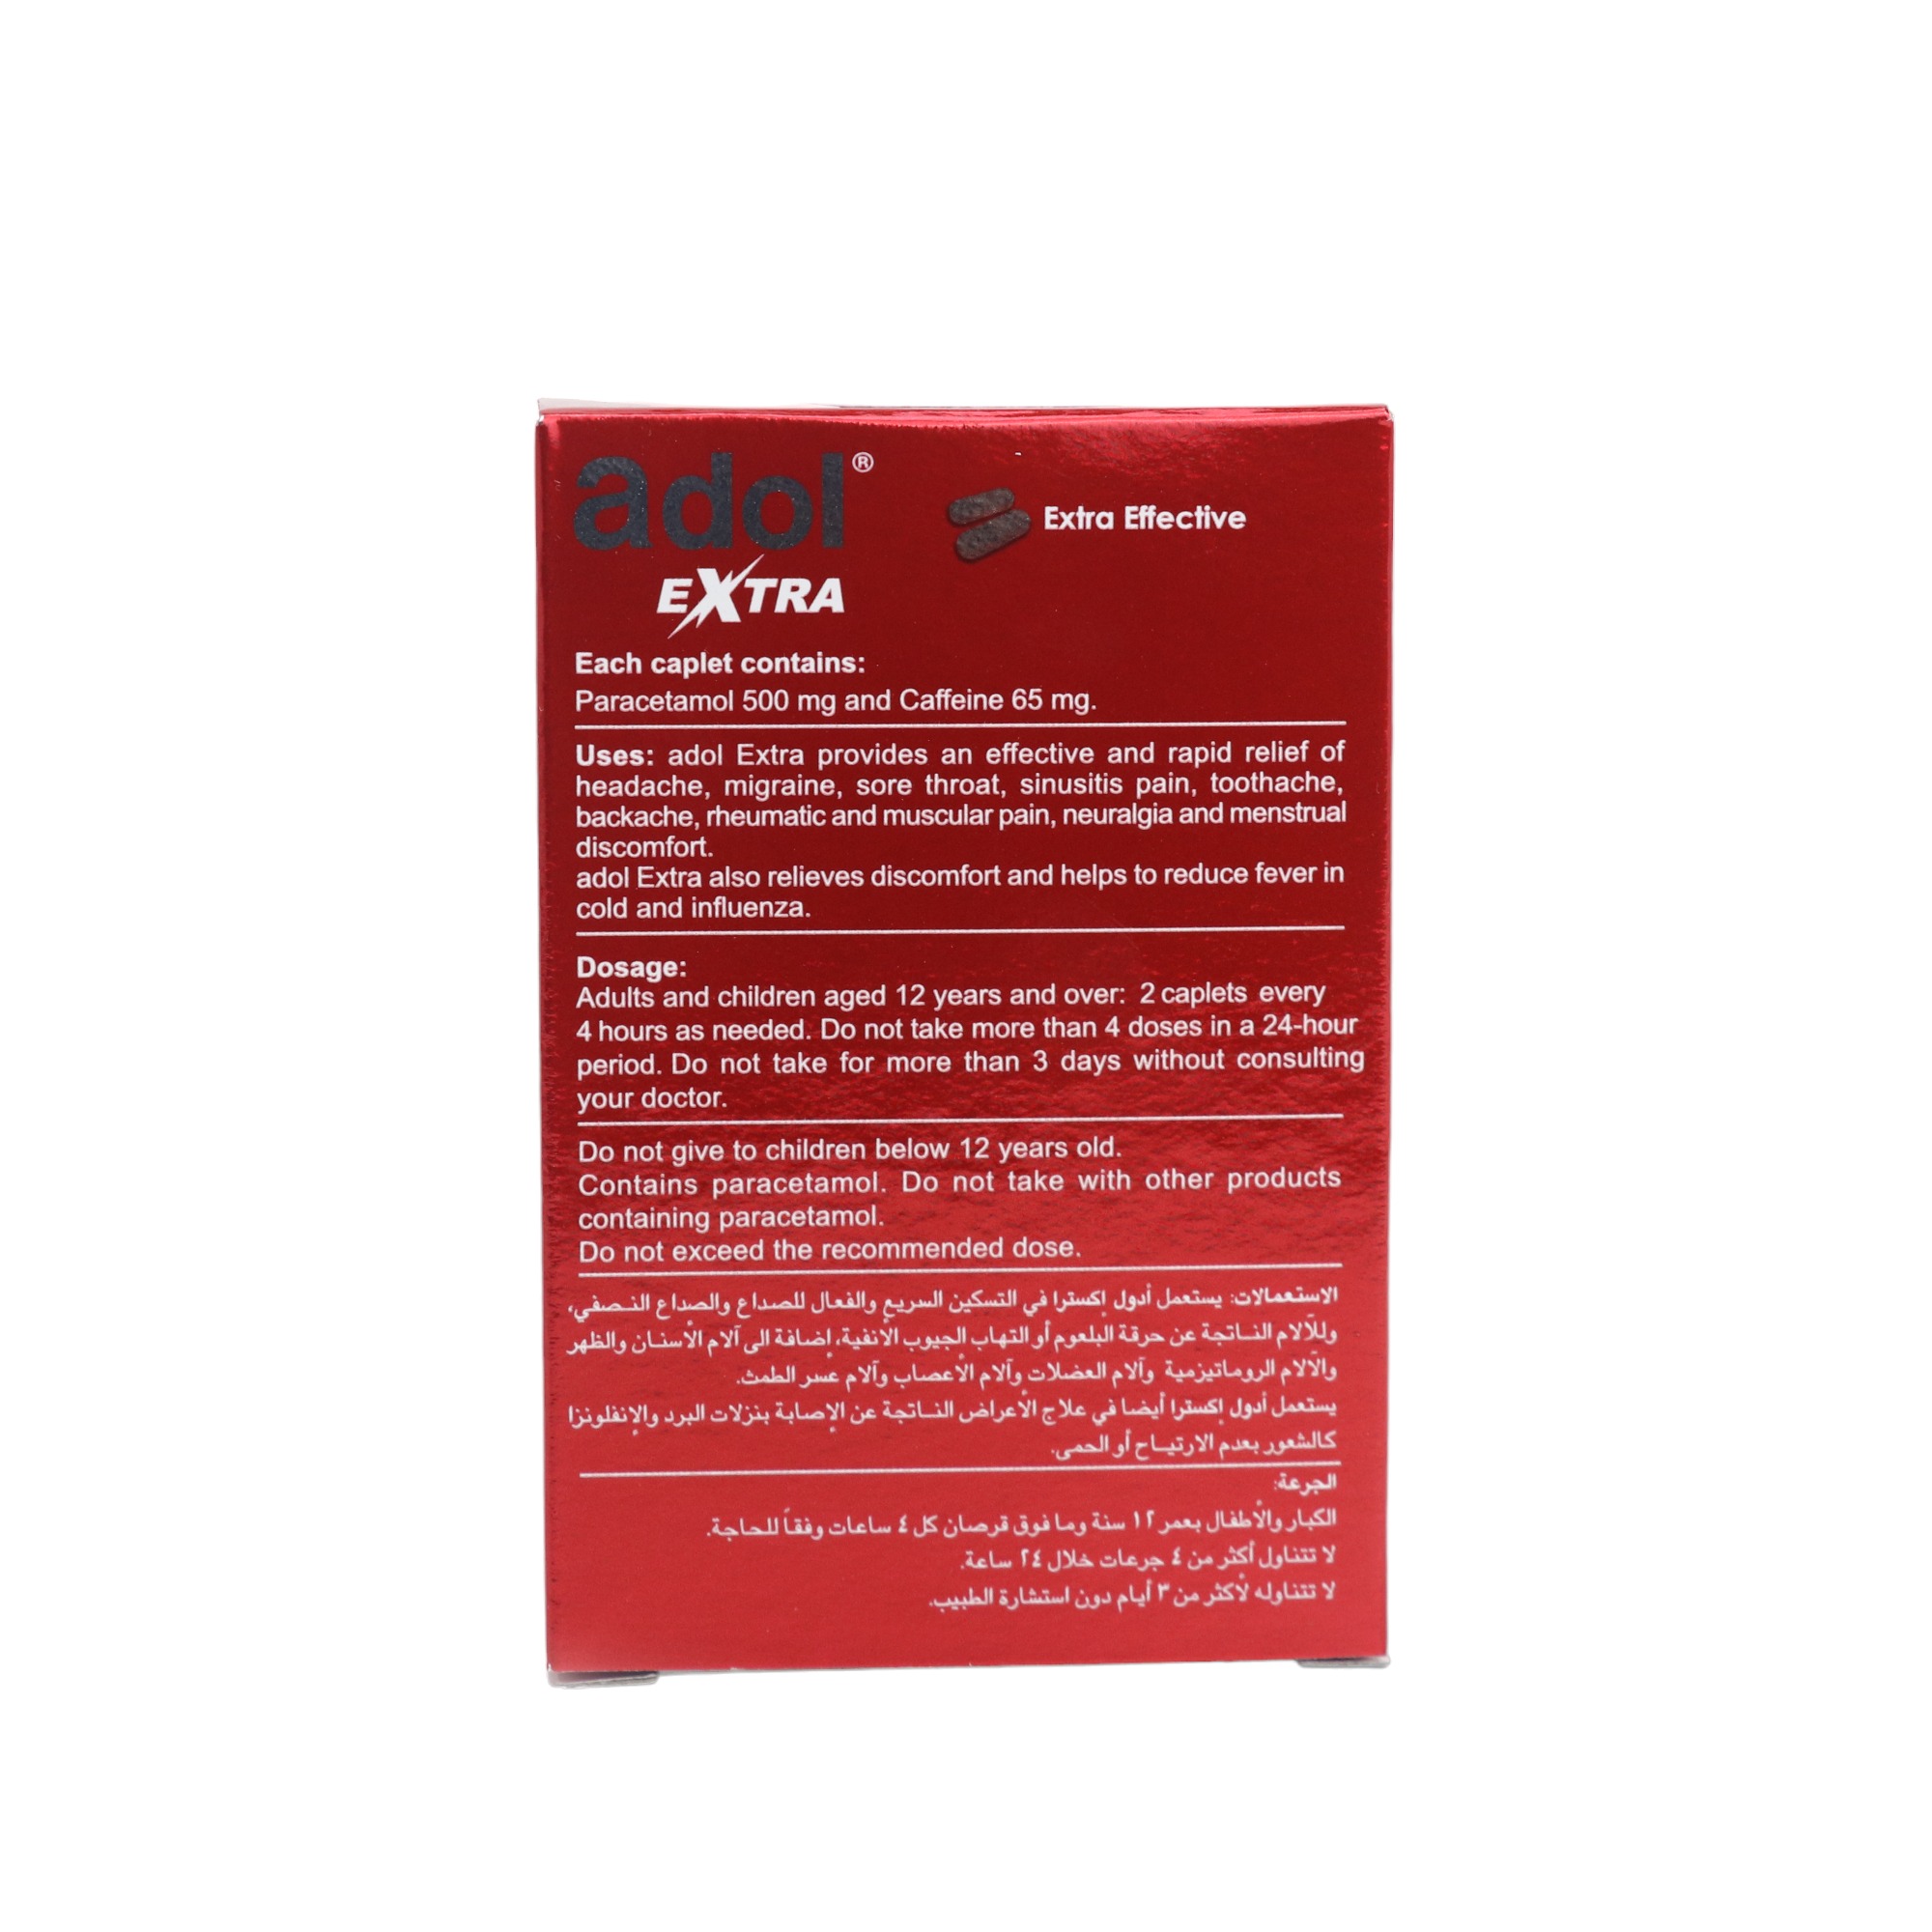 adol®
EXTRA
Extra Effective
Each caplet contains:
Paracetamol 500 mg and Caffeine 65 mg.
Uses: adol Extra provides an effective and rapid relief of
headache, migraine, sore throat, sinusitis pain, toothache,
backache, rheumatic and muscular pain, neuralgia and menstrual
discomfort.
adol Extra also relieves discomfort and helps to reduce fever in
cold and influenza.
Dosage:
Adults and children aged 12 years and over: 2 caplets every
4 hours as needed. Do not take more than 4 doses in a 24-hour
period. Do not take for more than 3 days without consulting
your doctor.
Do not give to children below 12 years old.
Contains paracetamol. Do not take with other products
containing paracetamol.
Do not exceed the recommended dose.
الاستعمالات: يستعمل أدول إكسترا في التسكين السريع والفعال للصداع والصداع النصفي،
وللآلام الناتجة عن حرقة البلعوم أو التهاب الجيوب الأنفية، إضافة الى آلام الأسنان والظهر
والآلام الروماتيزمية وآلام العضلات وآلام الأعصاب وآلام عسر الطمث.
يستعمل أدول إكسترا أيضا في علاج الأعراض الناتجة عن الإصابة بنزلات البرد والإنفلونزا
كالشعور بعدم الارتياح أو الحمى.
الجرعة:
الكبار والأطفال بعمر ١٢ سنة وما فوق قرصان كل ٤ ساعات وفقاً للحاجة.
لا تتناول أكثر من ٤ جرعات خلال ٢٤ ساعة.
لا تتناوله لأكثر من ٣ أيام دون استشارة الطبيب.